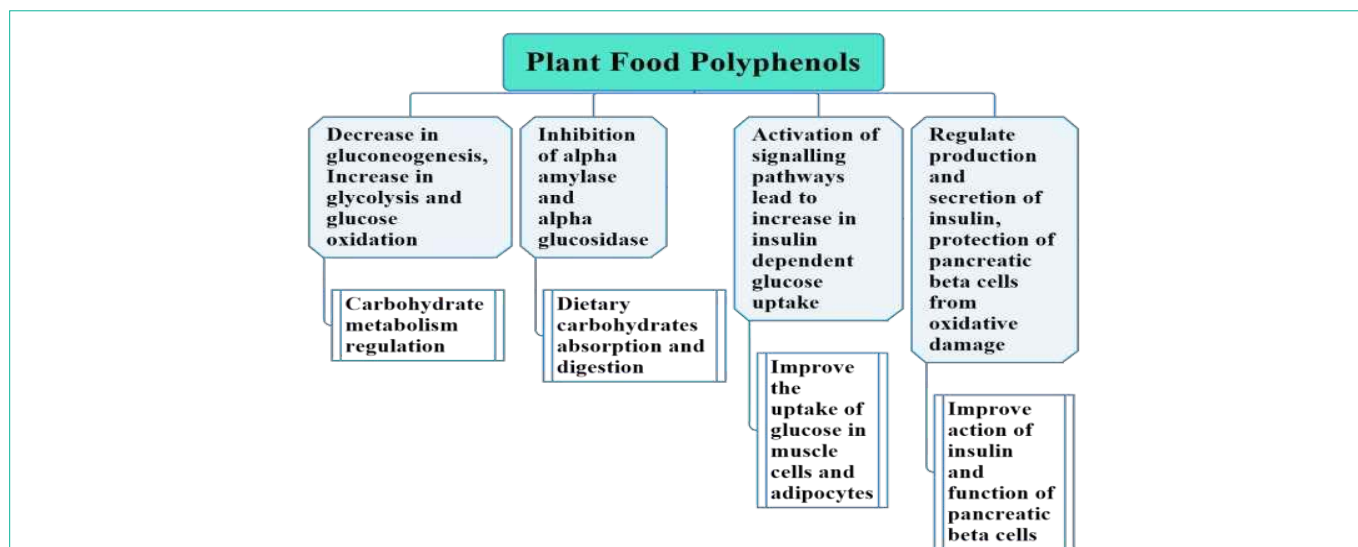 Plant Food Polyphenols
Decrease in
gluconeogenesis,
Increase in
glycolysis and
glucose
oxidation
Carbohydrate
metabolism
regulation
Inhibition
of alpha
amylase
and
alpha
glucosidase
Dietary
carbohydrates
absorption and
digestion
Activation of
signalling
pathways
lead to
increase in
insulin
dependent
glucose
uptake
Improve
the
uptake of
glucose in
muscle
cells and
adipocytes
Regulate
production
and
secretion of
insulin,
protection of
pancreatic
beta cells
from
oxidative
damage
Improve
action of
insulin
and
function of
pancreatic
beta cells